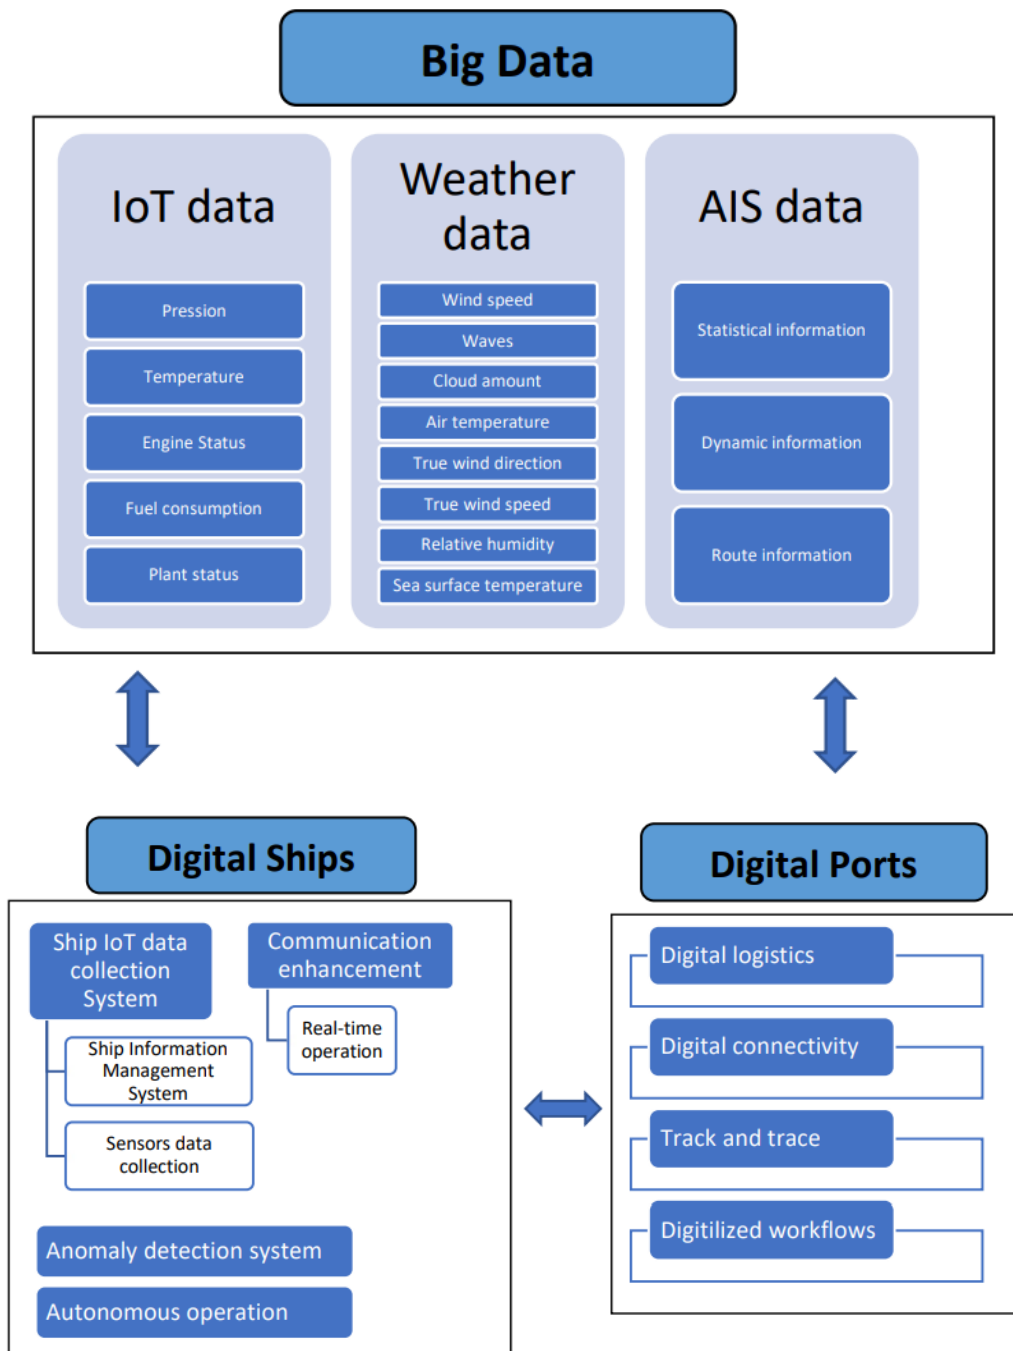 Big Data
IoT data
Pression
Temperature
Engine Status
Fuel consumption
Plant status
Weather
data
Wind speed
Waves
Cloud amount
Air temperature
True wind direction
True wind speed
Relative humidity
Sea surface temperature
AIS data
Statistical information
Dynamic information
Route information
Digital Ships
Ship IoT data
collection
System
Ship Information
Management
System
Sensors data
collection
Communication
enhancement
Real-time
operation
Anomaly detection system
Autonomous operation
Digital Ports
Digital logistics
Digital connectivity
Track and trace
Digitilized workflows